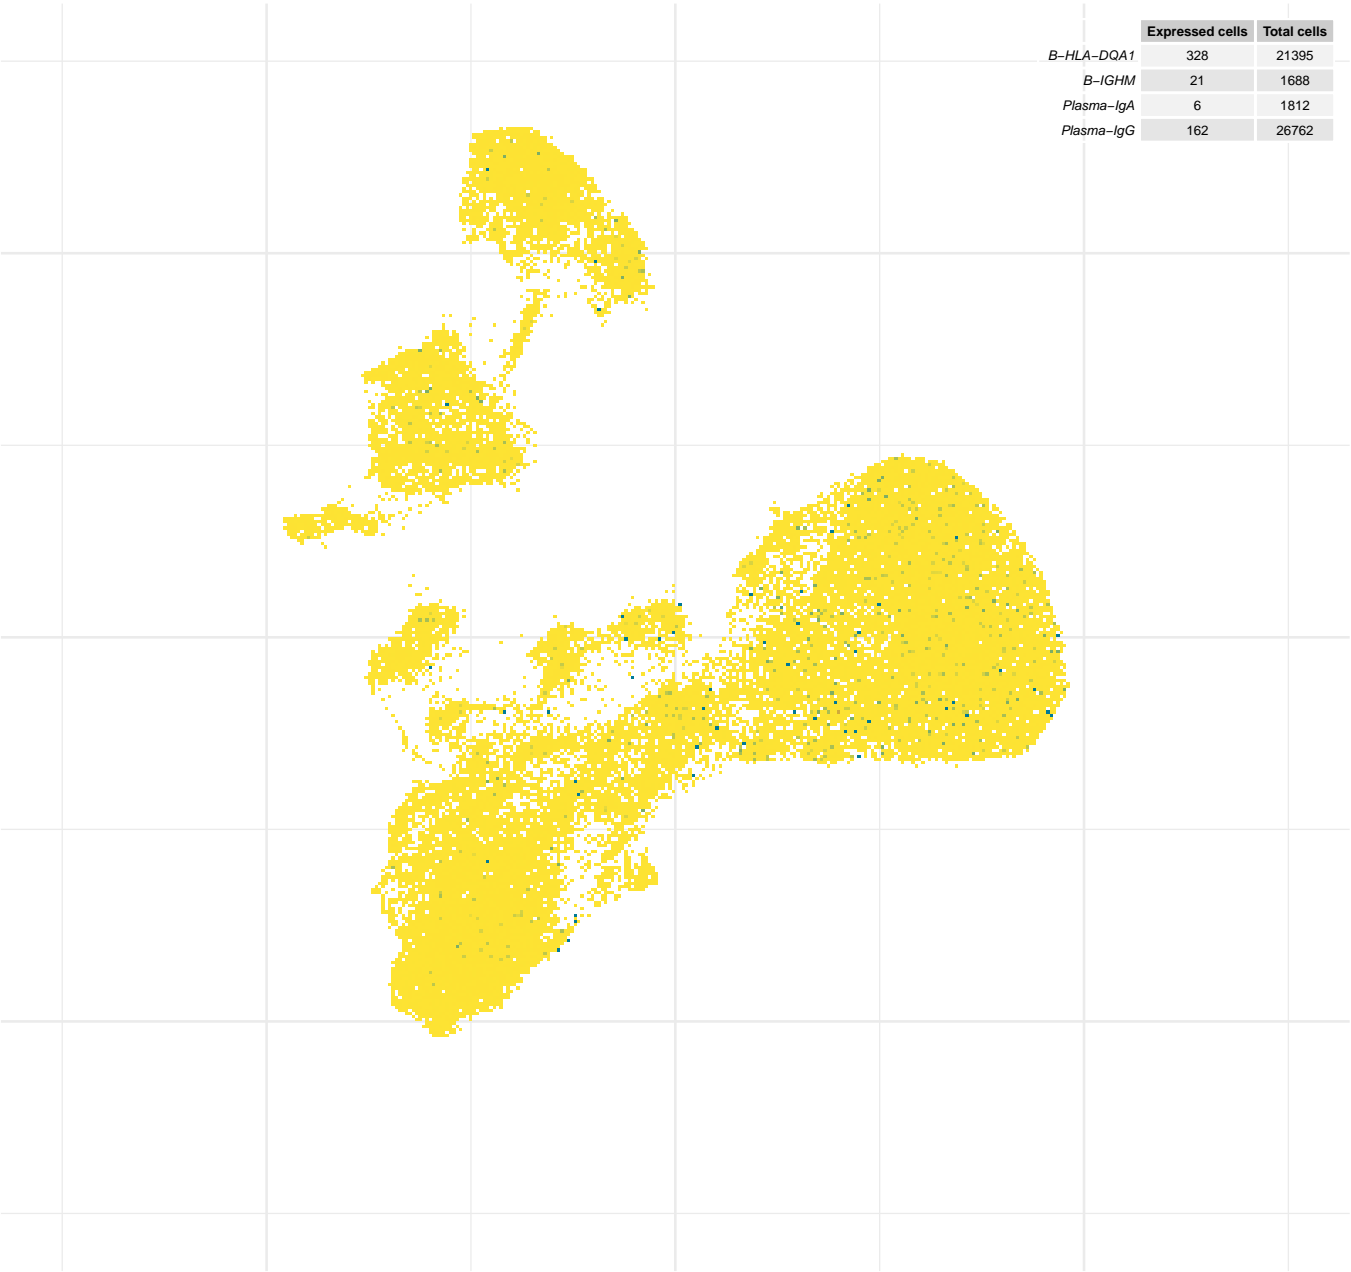 Expressed cells Total cells
B−HLA−DQA1 328 21395
B−IGHM 21 1688
Plasma−IgA 6 1812
Plasma−IgG 162 26762